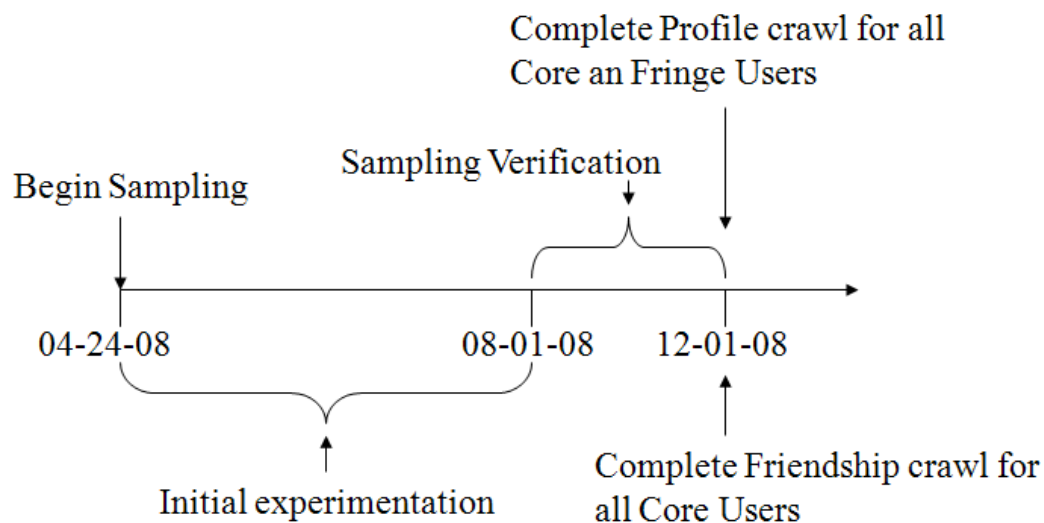 Complete Profile crawl for all
Core an Fringe Users
Sampling Verification
Begin Sampling
04-24-08
08-01-08
12-01-08
Initial experimentation
Complete Friendship crawl for
all Core Users